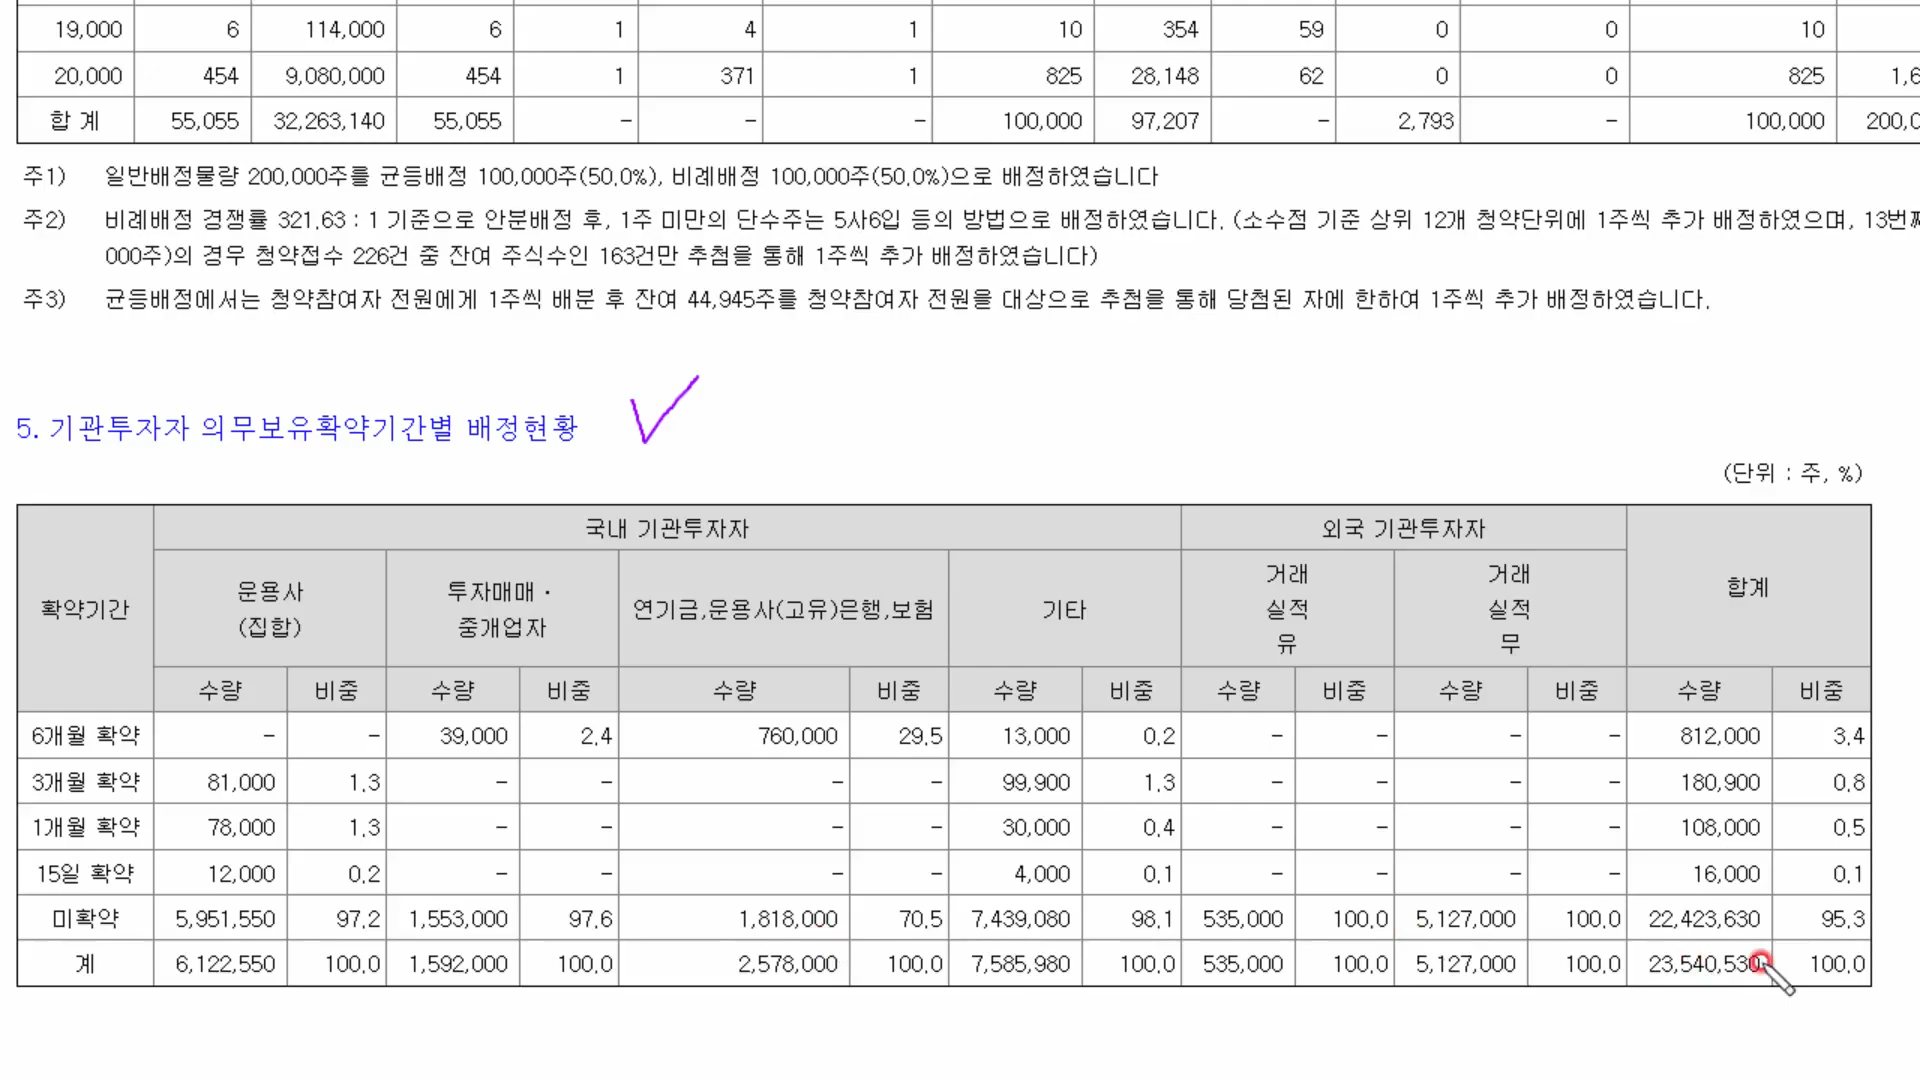 19,000 6 114,000 6 1 4 1 10 354 59 0 0 10
20,000 454 9,080,000 454 1 371 1 825 28,148 62 0 0 825
합 계 55,055 32,263,140 55,055 - - - 100,000 97,207 - 2,793 - 100,000
주1) 일반배정물량 200,000주를 균등배정 100,000주(50.0%), 비례배정 100,000주(50.0%)으로 배정하였습니다
주2) 비례배정 경쟁률 321.63 : 1 기준으로 안분배정 후, 1주 미만의 단수주는 5사6입 등의 방법으로 배정하였습니다. (소수점 기준 상위 12개 청약단위에 1주씩 추가 배정하였으며,
000주)의 경우 청약접수 226건 중 잔여 주식수인 163건만 추첨을 통해 1주씩 추가 배정하였습니다)
주3) 균등배정에서는 청약참여자 전원에게 1주씩 배분 후 잔여 44,945주를 청약참여자 전원을 대상으로 추첨을 통해 당첨된 자에 한하여 1주씩 추가 배정하였습니다.
5. 기관투자자 의무보유확약기간별 배정현황
(단위 : 주, %)
확약기간 국내 기관투자자 외국 기관투자자 합계
운용사 (집합) 투자매매 · 중개업자 연기금,운용사(고유)은행,보험 기타 거래 실적 유 거래 실적 무
수량 비중 수량 비중 수량 비중 수량 비중 수량 비중 수량 비중 수량 비중
6개월 확약 - - 39,000 2.4 760,000 29.5 13,000 0.2 - - - - 812,000 3.4
3개월 확약 81,000 1.3 - - - - 99,900 1.3 - - - - 180,900 0.8
1개월 확약 78,000 1.3 - - - - 30,000 0.4 - - - - 108,000 0.5
15일 확약 12,000 0.2 - - - - 4,000 0.1 - - - - 16,000 0.1
미확약 5,951,550 97.2 1,553,000 97.6 1,818,000 70.5 7,439,080 98.1 535,000 100.0 5,127,000 100.0 22,423,630 95.3
계 6,122,550 100.0 1,592,000 100.0 2,578,000 100.0 7,585,980 100.0 535,000 100.0 5,127,000 100.0 23,540,530 100.0